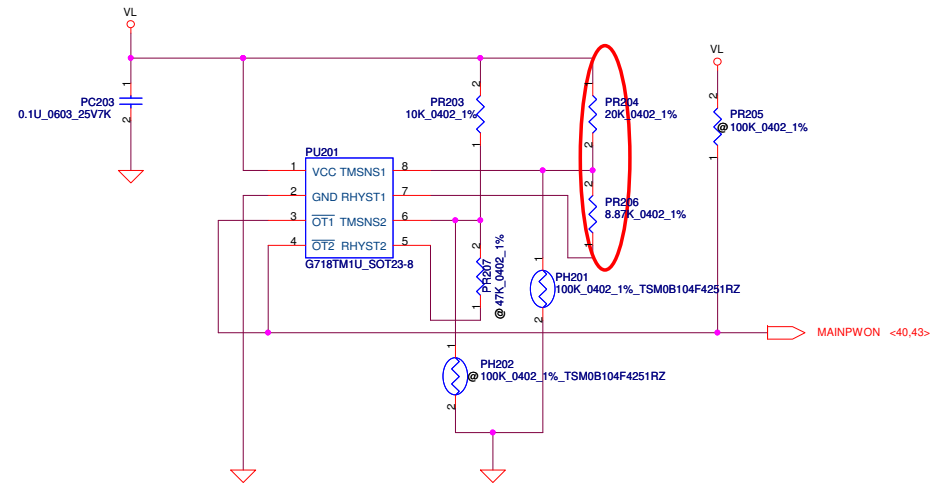 VL
VL
PC203
0.1U_0603_25V7K
1
2
PR203
10K_0402_1%
2
1
PR204
20K_0402_1%
1
2
PR205
@ 100K_0402_1%
2
1
PU201
1 VCC TMSNS1 8
2 GND RHYST1 7
3 OT1 TMSNS2 6
4 OT2 RHYST2 5
G718TM1U_SOT23-8
PR206
8.87K_0402_1%
2
1
PR207
@ 47K_0402_1%
2
1
PH201
100K_0402_1%_TSM0B104F4251RZ
1
2
MAINPWON <40,43>
PH202
@ 100K_0402_1%_TSM0B104F4251RZ
1
2